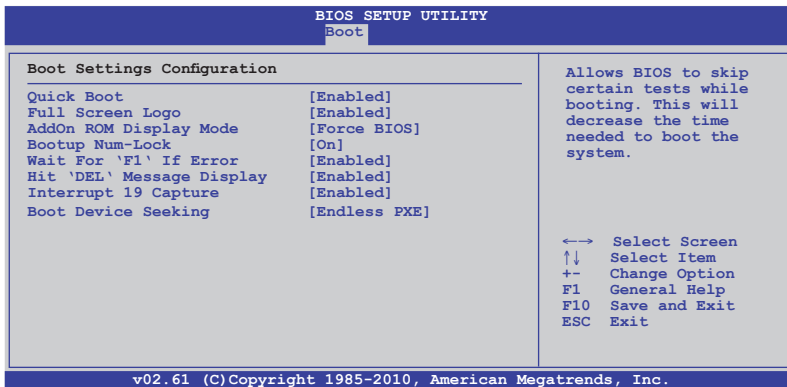 BIOS SETUP UTILITY
Boot
Boot Settings Configuration
Quick Boot [Enabled]
Full Screen Logo [Enabled]
AddOn ROM Display Mode [Force BIOS]
Bootup Num-Lock [On]
Wait For ‘F1‘ If Error [Enabled]
Hit ‘DEL‘ Message Display [Enabled]
Interrupt 19 Capture [Enabled]
Boot Device Seeking [Endless PXE]
Allows BIOS to skip
certain tests while
booting. This will
decrease the time
needed to boot the
system.
←→ Select Screen
↑↓ Select Item
+- Change Option
F1 General Help
F10 Save and Exit
ESC Exit
v02.61 (C)Copyright 1985-2010, American Megatrends, Inc.